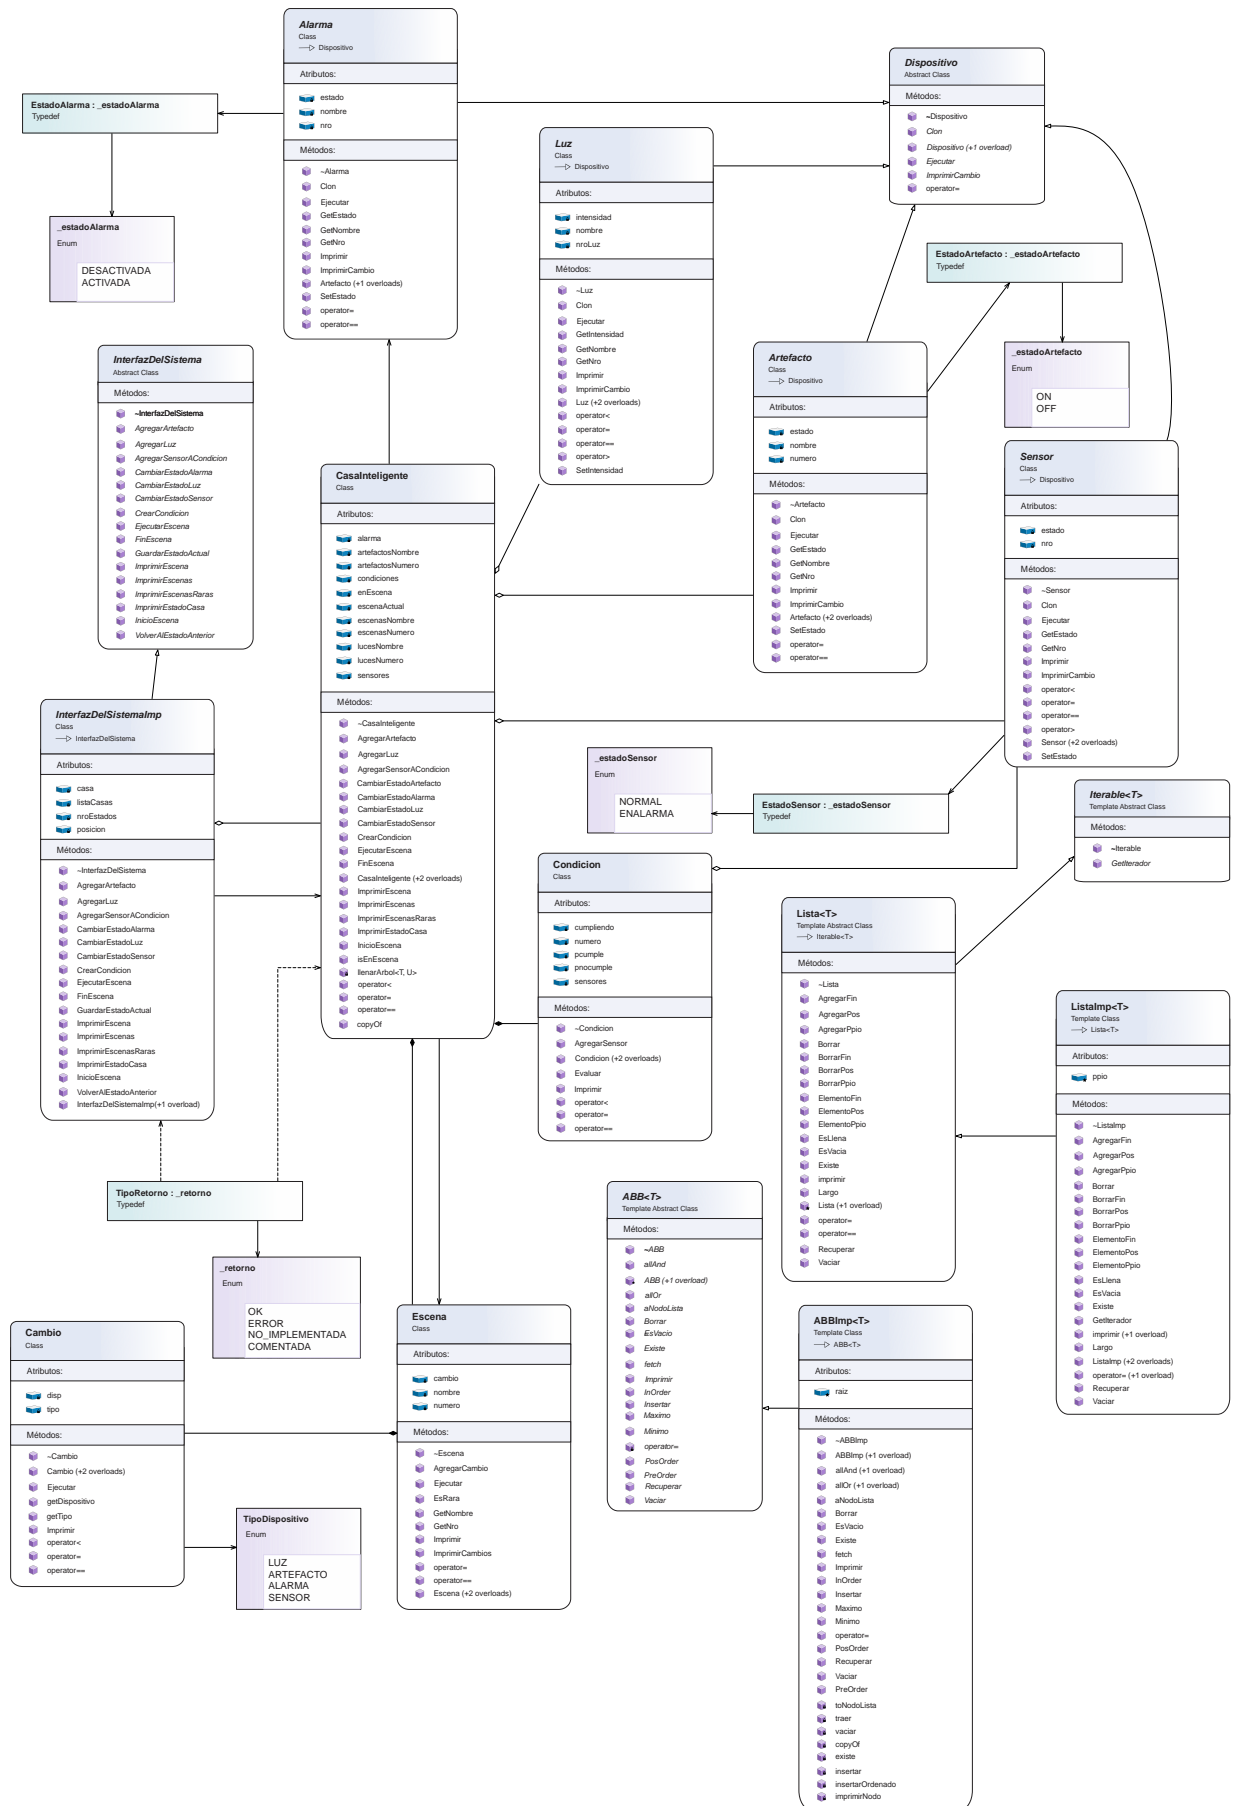 Alarma
Class
Dispositivo
Atributos:
estado
nombre
nro
Métodos:
~Alarma
Clon
Ejecutar
GetEstado
GetNombre
GetNro
Imprimir
ImprimirCambio
Artefacto (+1 overloads)
SetEstado
operator=
operator==
Dispositivo
Abstract Class
Métodos:
~Dispositivo
Clon
Dispositivo (+1 overload)
Ejecutar
ImprimirCambio
operator=
EstadoAlarma : _estadoAlarma
Typedef
_estadoAlarma
Enum
DESACTIVADA
ACTIVADA
Luz
Class
Dispositivo
Atributos:
intensidad
nombre
nroLuz
Métodos:
~Luz
Clon
Ejecutar
GetIntensidad
GetNombre
GetNro
Imprimir
ImprimirCambio
Luz (+2 overloads)
operator<
operator=
operator==
operator>
SetIntensidad
EstadoArtefacto : _estadoArtefacto
Typedef
_estadoArtefacto
Enum
ON
OFF
Artefacto
Class
Dispositivo
Atributos:
estado
nombre
numero
Métodos:
~Artefacto
Clon
Ejecutar
GetEstado
GetNombre
GetNro
Imprimir
ImprimirCambio
Artefacto (+2 overloads)
SetEstado
operator=
operator==
InterfazDelSistema
Abstract Class
Métodos:
~InterfazDelSistema
AgregarArtefacto
AgregarLuz
AgregarSensorACondicion
CambiarEstadoAlarma
CambiarEstadoLuz
CambiarEstadoSensor
CrearCondicion
EjecutarEscena
FinEscena
GuardarEstadoActual
ImprimirEscena
ImprimirEscenas
ImprimirEscenasRaras
ImprimirEstadoCasa
InicioEscena
VolverAlEstadoAnterior
CasaInteligente
Class
Atributos:
alarma
artefactosNombre
artefactosNumero
condiciones
enEscena
escenaActual
escenasNombre
escenasNumero
lucesNombre
lucesNumero
sensores
Métodos:
~CasaInteligente
AgregarArtefacto
AgregarLuz
AgregarSensorACondicion
CambiarEstadoArtefacto
CambiarEstadoAlarma
CambiarEstadoLuz
CambiarEstadoSensor
CrearCondicion
EjecutarEscena
FinEscena
CasaInteligente (+2 overloads)
ImprimirEscena
ImprimirEscenas
ImprimirEscenasRaras
ImprimirEstadoCasa
InicioEscena
isEnEscena
llenarArbol<T, U>
operator<
operator=
operator==
copyOf
Sensor
Class
Dispositivo
Atributos:
estado
nro
Métodos:
~Sensor
Clon
Ejecutar
GetEstado
GetNro
Imprimir
ImprimirCambio
operator<
operator=
operator==
operator>
Sensor (+2 overloads)
SetEstado
InterfazDelSistemaImp
Class
InterfazDelSistema
Atributos:
casa
listaCasas
nroEstados
posicion
Métodos:
~InterfazDelSistema
AgregarArtefacto
AgregarLuz
AgregarSensorACondicion
CambiarEstadoAlarma
CambiarEstadoLuz
CambiarEstadoSensor
CrearCondicion
EjecutarEscena
FinEscena
GuardarEstadoActual
ImprimirEscena
ImprimirEscenas
ImprimirEscenasRaras
ImprimirEstadoCasa
InicioEscena
VolverAlEstadoAnterior
InterfazDelSistemaImp(+1 overload)
_estadoSensor
Enum
NORMAL
ENALARMA
EstadoSensor : _estadoSensor
Typedef
Iterable<T>
Template Abstract Class
Métodos:
~Iterable
GetIterador
Condicion
Class
Atributos:
cumpliendo
numero
pcumple
pnocumple
sensores
Métodos:
~Condicion
AgregarSensor
Condicion (+2 overloads)
Evaluar
Imprimir
operator<
operator=
operator==
Lista<T>
Template Abstract Class
Iterable<T>
Métodos:
~Lista
AgregarFin
AgregarPos
AgregarPpio
Borrar
BorrarFin
BorrarPos
BorrarPpio
ElementoFin
ElementoPos
ElementoPpio
EsLlena
EsVacia
Existe
imprimir
Largo
Lista (+1 overload)
operator=
operator==
Recuperar
Vaciar
ListaImp<T>
Template Class
Lista<T>
Atributos:
ppio
Métodos:
~ListaImp
AgregarFin
AgregarPos
AgregarPpio
Borrar
BorrarFin
BorrarPos
BorrarPpio
ElementoFin
ElementoPos
ElementoPpio
EsLlena
EsVacia
Existe
GetIterador
imprimir (+1 overload)
Largo
ListaImp (+2 overloads)
operator= (+1 overload)
Recuperar
Vaciar
TipoRetorno : _retorno
Typedef
_retorno
Enum
OK
ERROR
NO_IMPLEMENTADA
COMENTADA
ABB<T>
Template Abstract Class
Métodos:
~ABB
allAnd
ABB (+1 overload)
allOr
aNodoLista
Borrar
EsVacio
Existe
fetch
Imprimir
InOrder
Insertar
Maximo
Minimo
operator=
PosOrder
PreOrder
Recuperar
Vaciar
ABBImp<T>
Template Class
ABB<T>
Atributos:
raiz
Métodos:
~ABBImp
ABBImp (+1 overload)
allAnd (+1 overload)
allOr (+1 overload)
aNodoLista
Borrar
EsVacio
Existe
fetch
Imprimir
InOrder
Insertar
Maximo
Minimo
operator=
PosOrder
Recuperar
Vaciar
PreOrder
toNodoLista
traer
vaciar
copyOf
existe
insertar
insertarOrdenado
imprimirNodo
Cambio
Class
Atributos:
disp
tipo
Métodos:
~Cambio
Cambio (+2 overloads)
Ejecutar
getDispositivo
getTipo
Imprimir
operator<
operator=
operator==
TipoDispositivo
Enum
LUZ
ARTEFACTO
ALARMA
SENSOR
Escena
Class
Atributos:
cambio
nombre
numero
Métodos:
~Escena
AgregarCambio
Ejecutar
EsRara
GetNombre
GetNro
Imprimir
ImprimirCambios
operator=
operator==
Escena (+2 overloads)